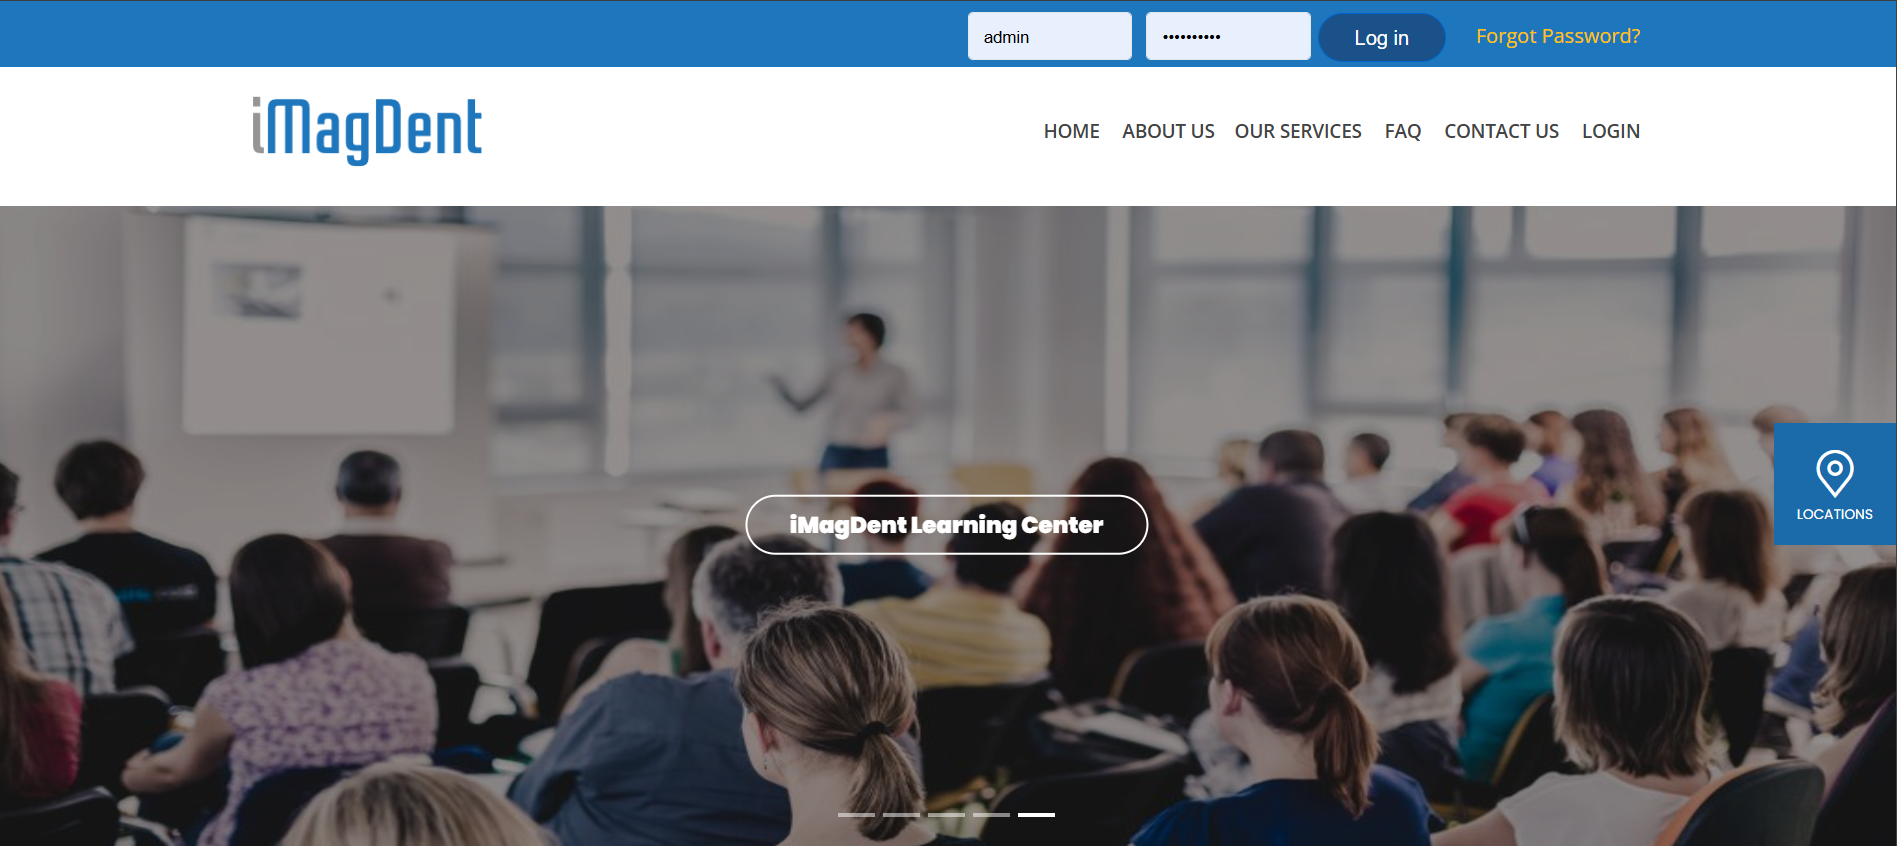 admin
••••••••••
Log in
Forgot Password?
iMagDent
HOME ABOUT US OUR SERVICES FAQ CONTACT US LOGIN
iMagDent Learning Center
LOCATIONS